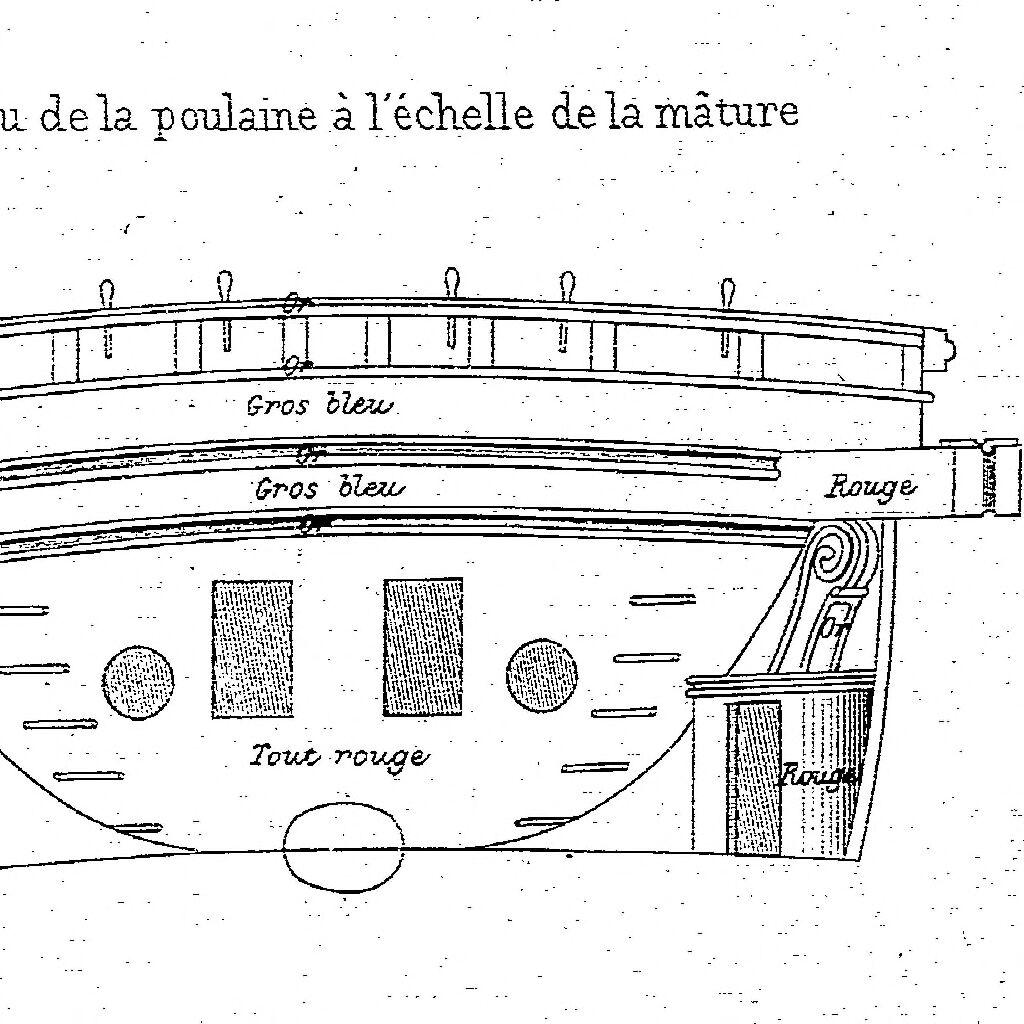 u de la poulaine à l'échelle de la mâture
Or
Or
Gros bleu
Or
Gros bleu
Rouge
Or
Or
Tout rouge
Rouge